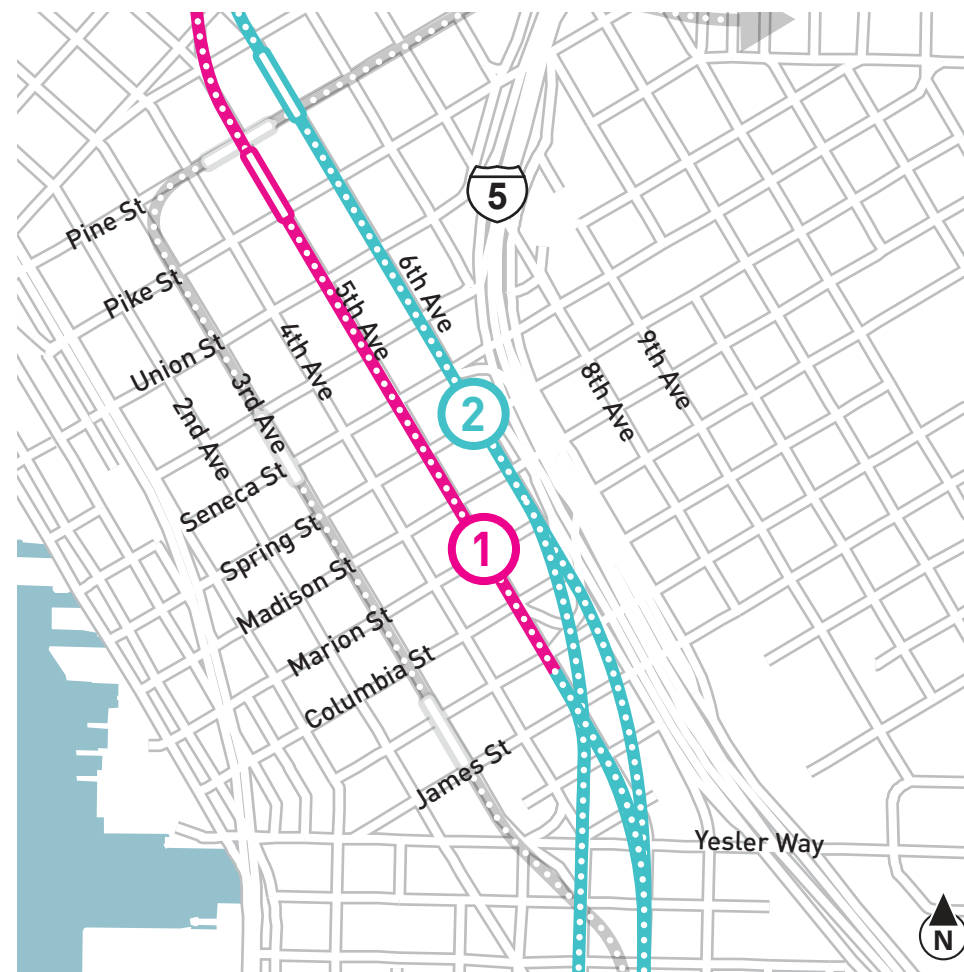 5
Pine St
Pike St
6th Ave
5th Ave
4th Ave
Union St
3rd Ave
2nd Ave
9th Ave
8th Ave
2
Seneca St
Spring St
1
Madison St
Marion St
Columbia St
James St
Yesler Way
N